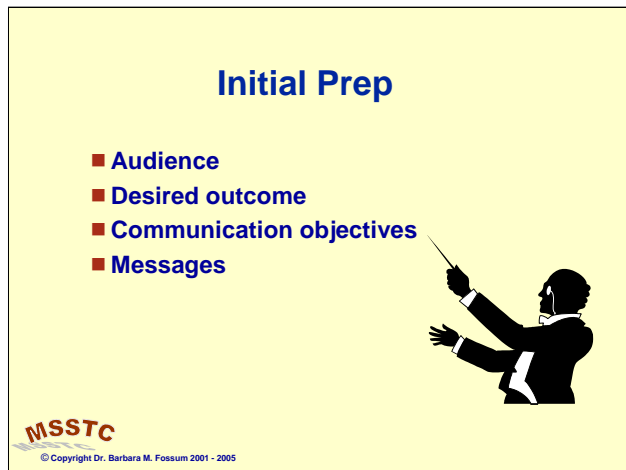 Initial Prep
Audience
Desired outcome
Communication objectives
Messages
MSSTC
© Copyright Dr. Barbara M. Fossum 2001 - 2005